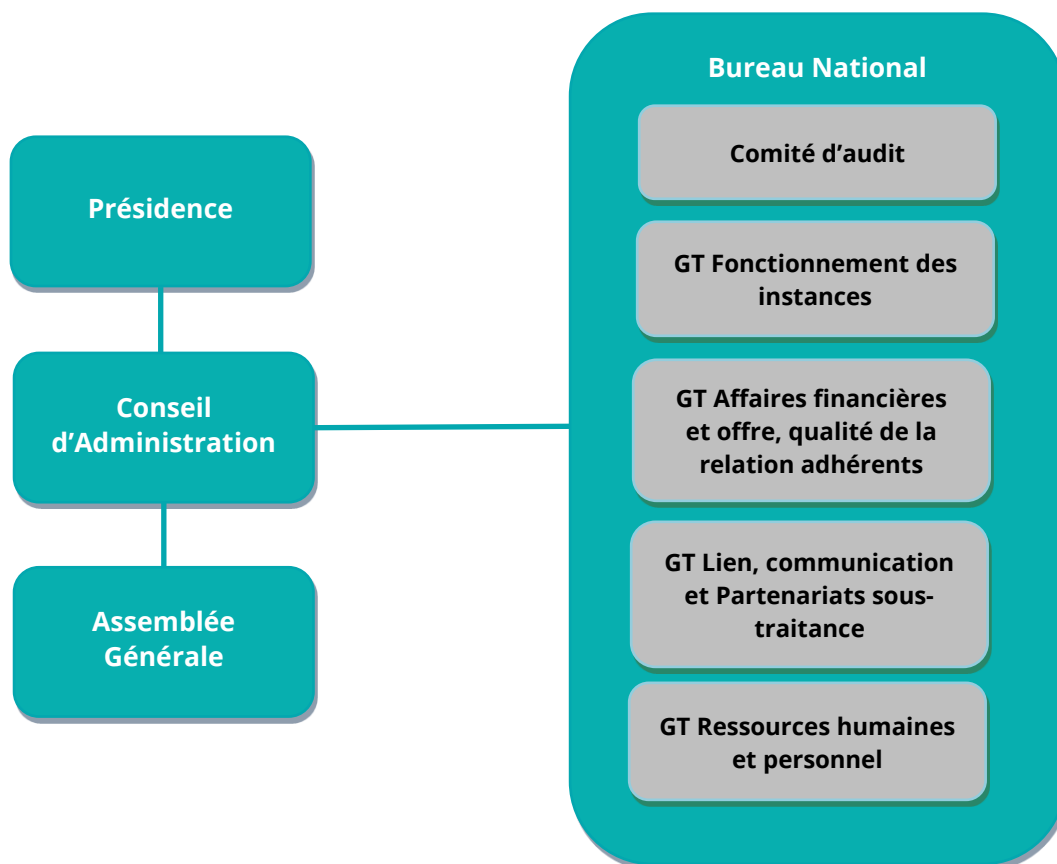 Présidence
Conseil
d’Administration
Assemblée
Générale
Bureau National
Comité d’audit
GT Fonctionnement des
instances
GT Affaires financières
et offre, qualité de la
relation adhérents
GT Lien, communication
et Partenariats sous-
traitance
GT Ressources humaines
et personnel